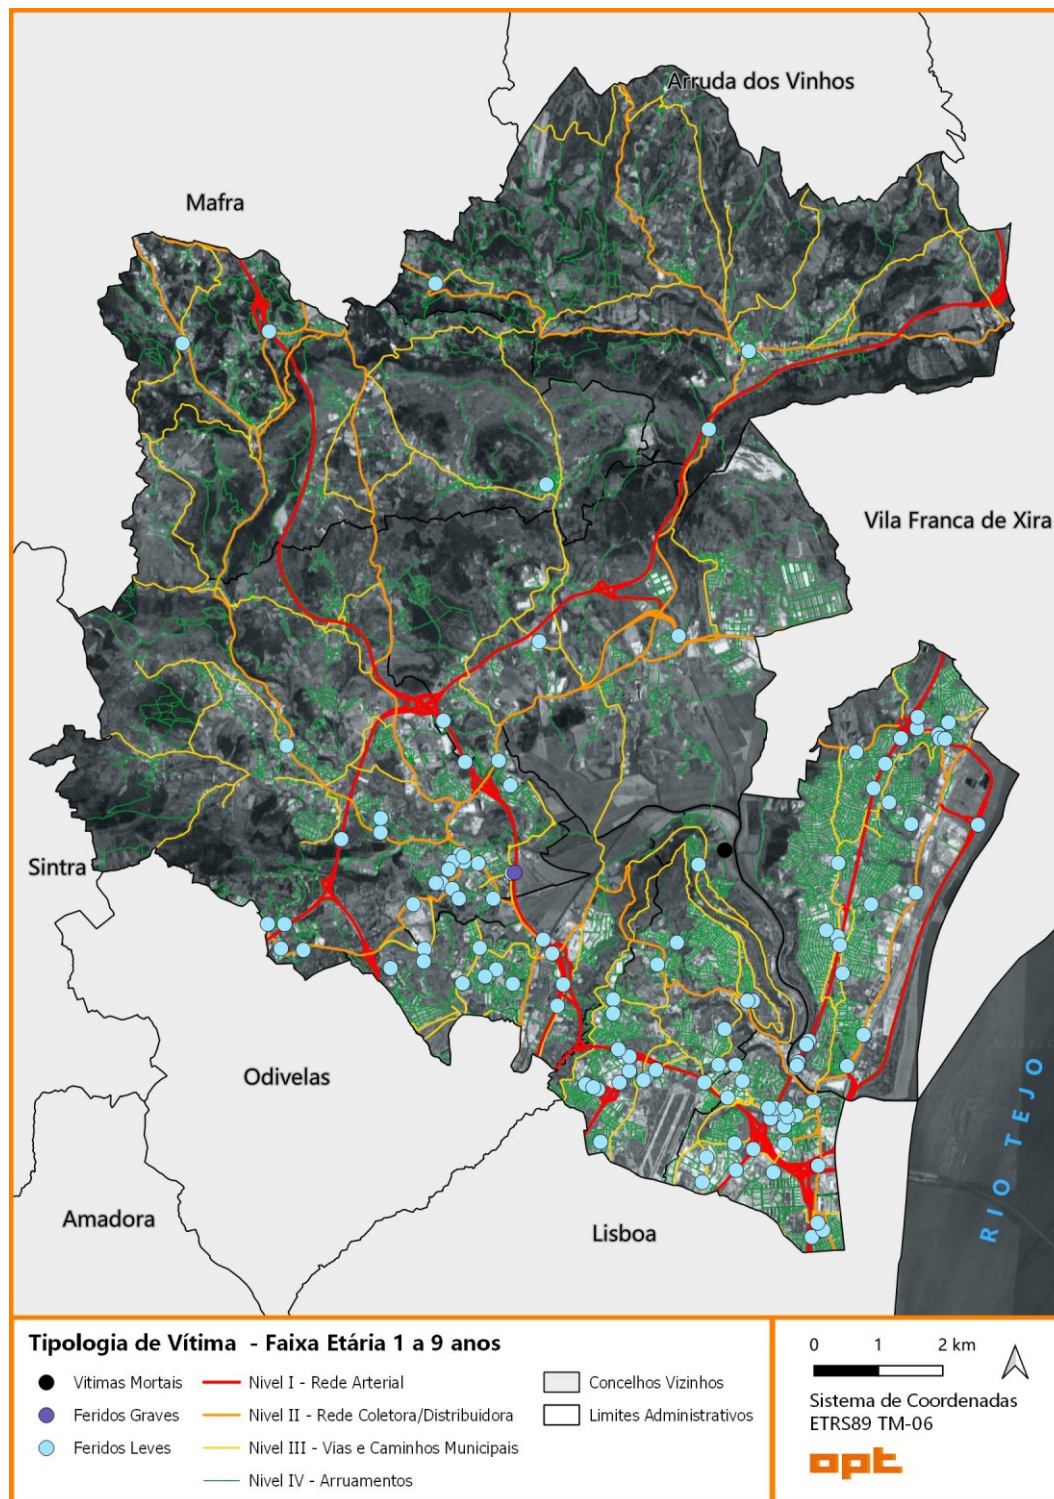 Arruda dos Vinhos
Mafra
Vila Franca de Xira
Sintra
Odivelas
Amadora
Lisboa
RIO TEJO
Tipologia de Vítima - Faixa Etária 1 a 9 anos
Vitimas Mortais
Feridos Graves
Feridos Leves
Nivel I - Rede Arterial
Nivel II - Rede Coletora/Distribuidora
Nivel III - Vias e Caminhos Municipais
Nivel IV - Arruamentos
Concelhos Vizinhos
Limites Administrativos
0 1 2 km
Sistema de Coordenadas
ETRS89 TM-06
opt